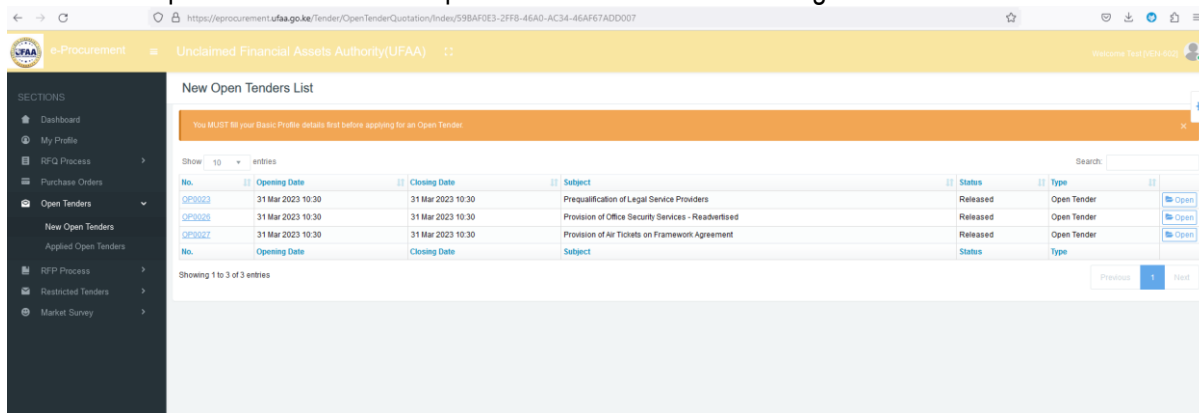 https://eprocurement.ufaa.go.ke/Tender/OpenTenderQuotation/Index/59BAF0E3-2FF8-46A0-AC34-46AF67ADD007
UFAA e-Procurement Unclaimed Financial Assets Authority(UFAA)
SECTIONS
New Open Tenders List
Dashboard
You MUST fill your Basic Profile details first before applying for an Open Tender. ×
My Profile
RFQ Process
Show 10 entries Search:
Purchase Orders
No. Opening Date Closing Date Subject Status Type
Open Tenders
OP0023 31 Mar 2023 10:30 31 Mar 2023 10:30 Prequalification of Legal Service Providers Released Open Tender Open
New Open Tenders
OP0026 31 Mar 2023 10:30 31 Mar 2023 10:30 Provision of Office Security Services - Readvertised Released Open Tender Open
OP0027 31 Mar 2023 10:30 31 Mar 2023 10:30 Provision of Air Tickets on Framework Agreement Released Open Tender Open
Applied Open Tenders
No. Opening Date Closing Date Subject Status Type
RFP Process
Showing 1 to 3 of 3 entries Previous 1 Next
Restricted Tenders
Market Survey